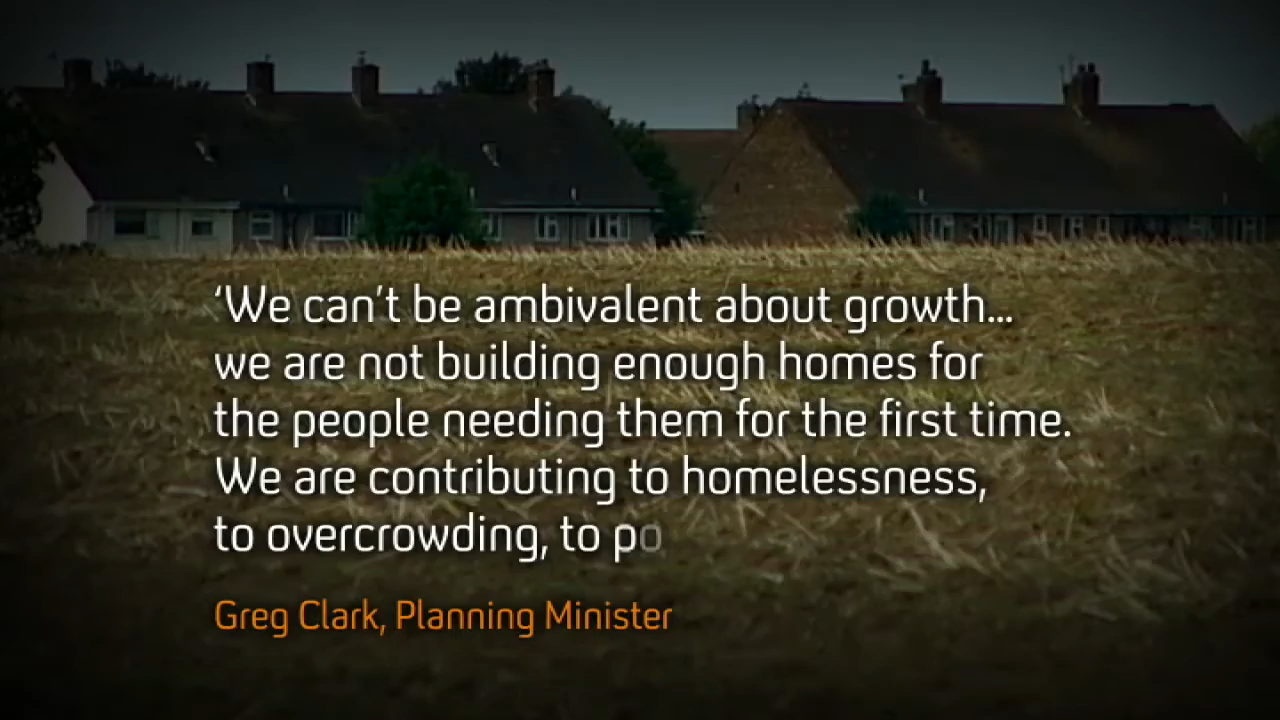 ‘We can’t be ambivalent about growth...
we are not building enough homes for
the people needing them for the first time.
We are contributing to homelessness,
to overcrowding, to po
Greg Clark, Planning Minister